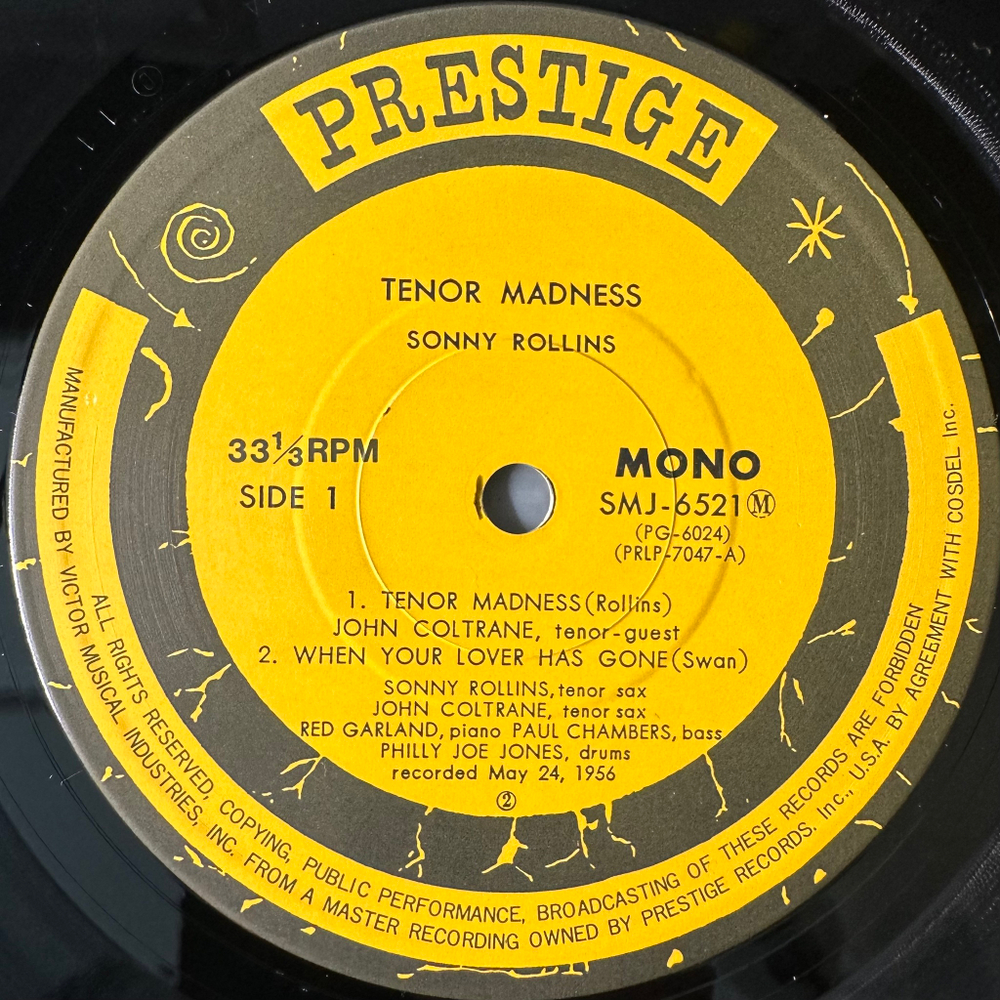 PRESTIGE
TENOR MADNESS
SONNY ROLLINS
33⅓RPM
SIDE 1
MONO
SMJ-6521Ⓜ
(PG-6024)
(PRLP-7047-A)
1. TENOR MADNESS(Rollins)
JOHN COLTRANE, tenor-guest
2. WHEN YOUR LOVER HAS GONE(Swan)
SONNY ROLLINS, tenor sax
JOHN COLTRANE, tenor sax
RED GARLAND, piano PAUL CHAMBERS, bass
PHILLY JOE JONES, drums
recorded May 24, 1956
②
ALL RIGHTS RESERVED, COPYING, PUBLIC PERFORMANCE, BROADCASTING OF THESE RECORDS ARE FORBIDDEN
MANUFACTURED BY VICTOR MUSICAL INDUSTRIES, INC. FROM A MASTER RECORDING OWNED BY PRESTIGE RECORDS. Inc., U.S.A. BY AGREEMENT WITH COSDEL Inc.